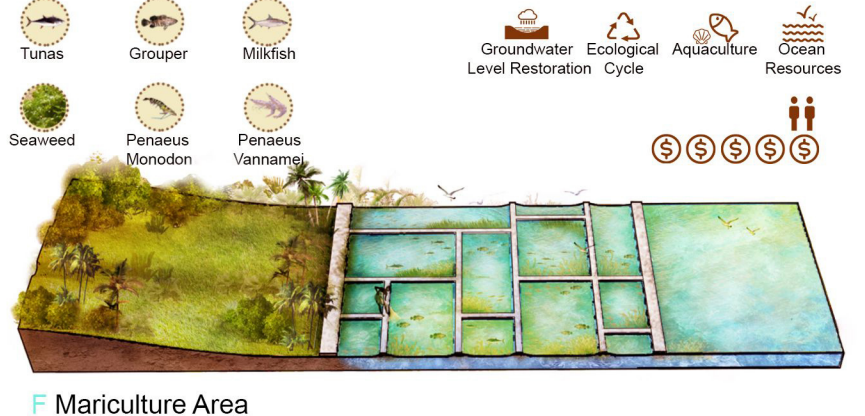 Tunas
Grouper
Milkfish
Groundwater
Level Restoration
Ecological
Cycle
Aquaculture
Ocean
Resources
Seaweed
Penaeus
Monodon
Penaeus
Vannamei
$ $ $ $ $
F Mariculture Area